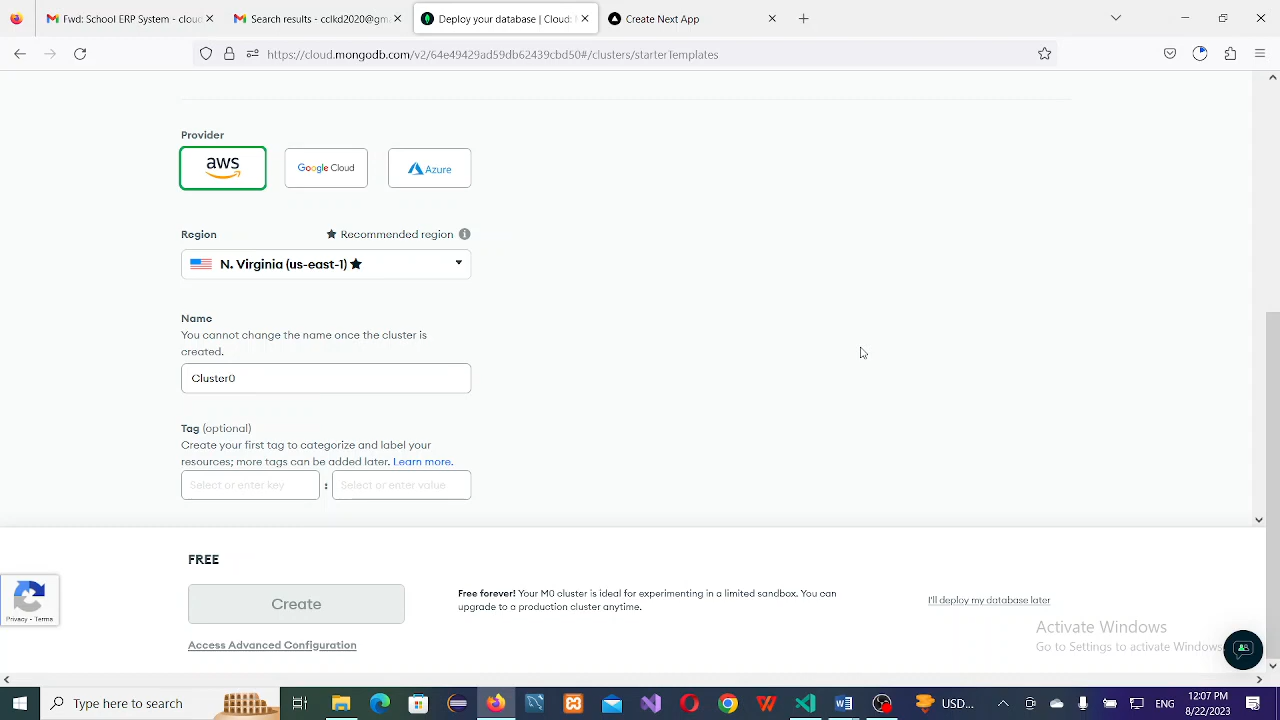 School ERP System - clou
Search results - cclkd2020@gm
Deploy your database | Cloud:
Create Next App
https://cloud.mongodb.com/v2/64e49429ad59db62439cbd50#/clusters/starterTemplates
Provider
aws
Google Cloud
Azure
Region
Recommended region
N. Virginia (us-east-1)
Name
You cannot change the name once the cluster is
created.
Cluster0
Tag (optional)
Create your first tag to categorize and label your
resources; more tags can be added later. Learn more.
Select or enter key : Select or enter value
FREE
Create
Free forever! Your M0 cluster is ideal for experimenting in a limited sandbox. You can
upgrade to a production cluster anytime.
I'll deploy my database later
Access Advanced Configuration
Privacy - Terms
Activate Windows
Go to Settings to activate Windows.
Type here to search
USD...
ENG
12:07 PM
8/22/2023